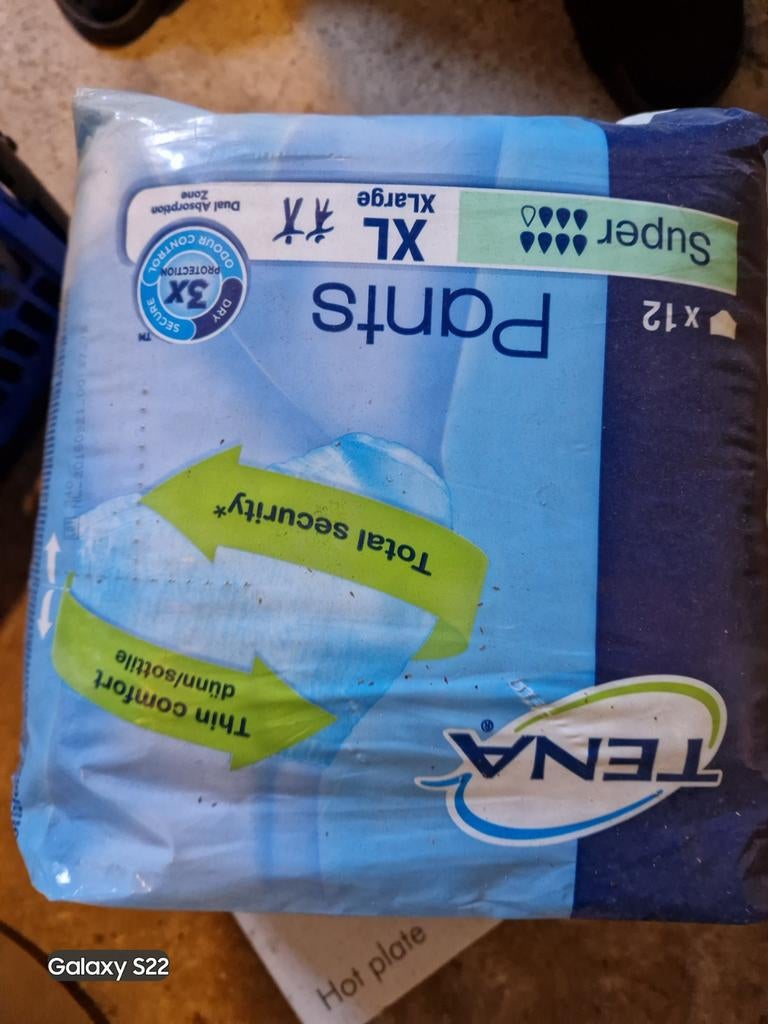 TENA®
Thin comfort
dünn/sottile
Total security*
Pants
x 12
3x
PROTECTION
DRY
SECURE
ODOUR CONTROL
TM
Super
XL
XLarge
Dual Absorption
Zone
Hot plate
Galaxy S22